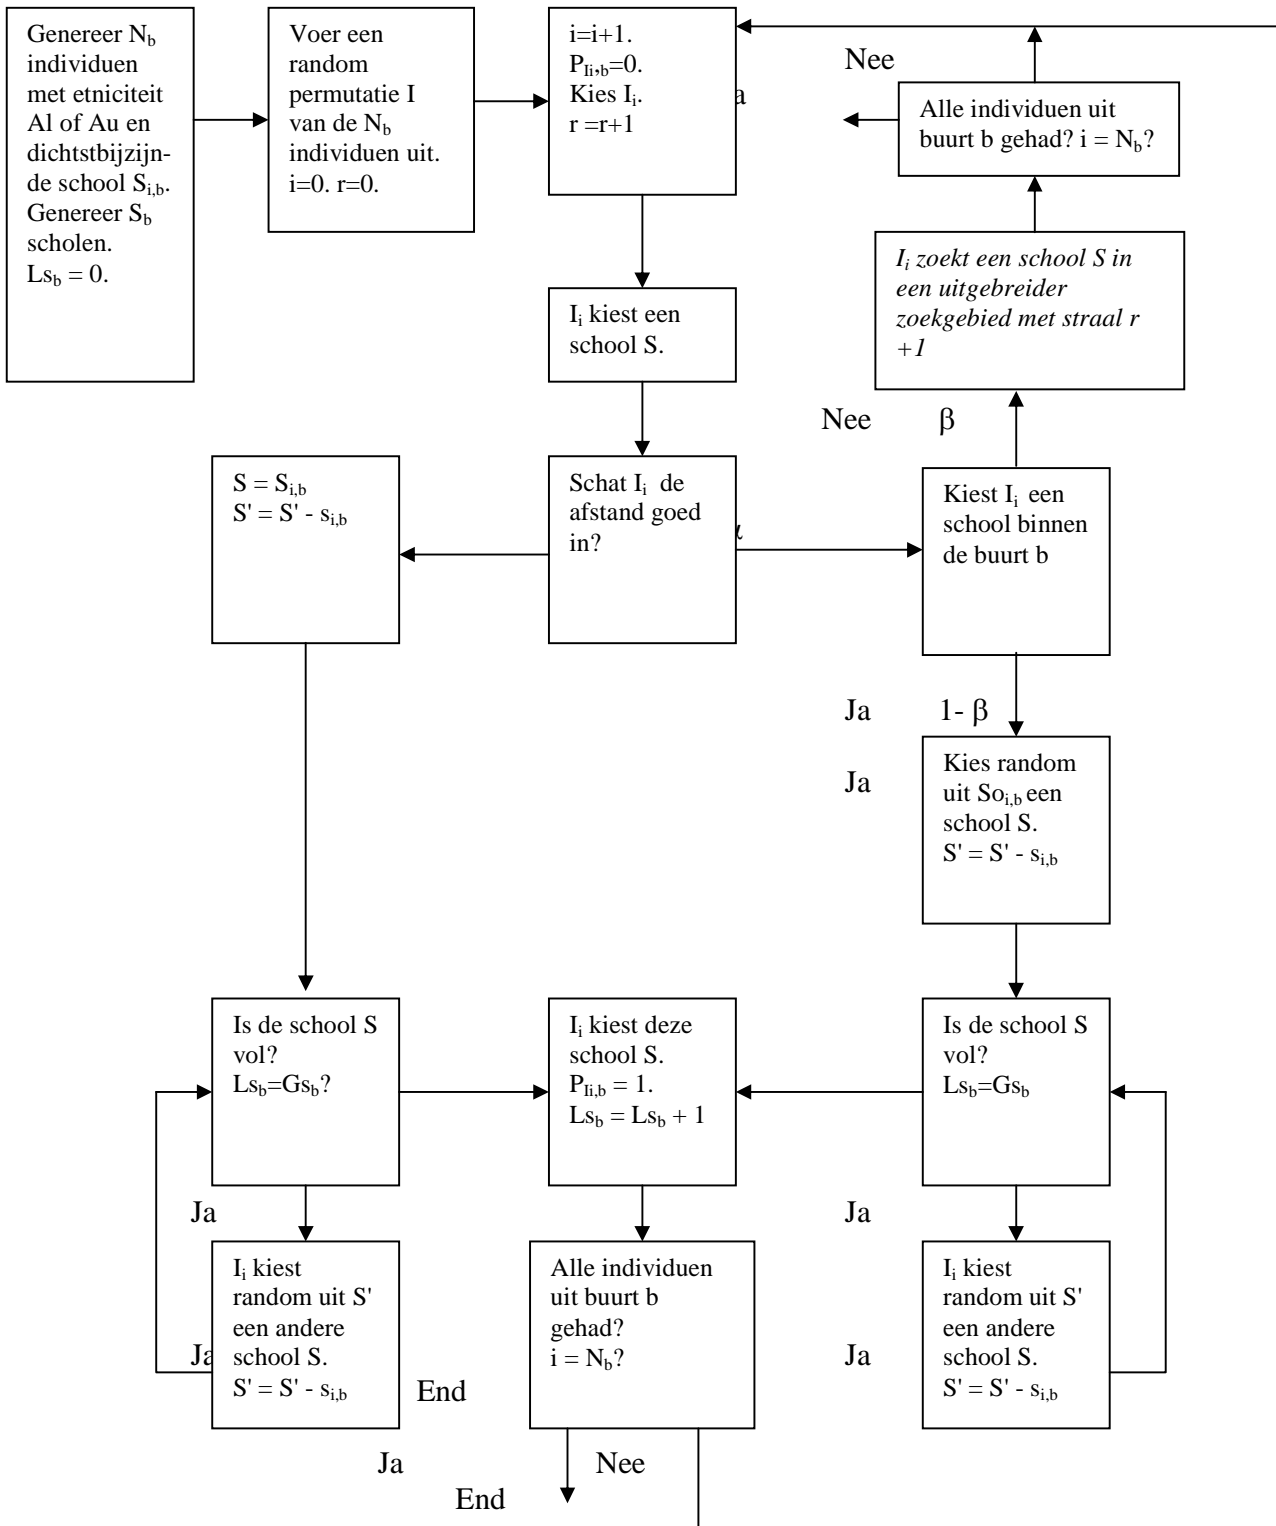 Genereer N_b
individuen
met etniciteit
Al of Au en
dichtstbijzijn-
de school S_i,b.
Genereer S_b
scholen.
Ls_b = 0.
Voer een
random
permutatie I
van de N_b
individuen uit.
i=0. r=0.
i=i+1.
P_Ii,b=0.
Kies I_i.
r =r+1
a
Nee
Alle individuen uit
buurt b gehad? i = N_b?
I_i zoekt een school S in
een uitgebreider
zoekgebied met straal r
+1
I_i kiest een
school S.
Nee β
S = S_i,b
S' = S' - s_i,b
Schat I_i de
afstand goed
in?
Kiest I_i een
school binnen
de buurt b
Ja 1- β
Ja
Kies random
uit So_i,b een
school S.
S' = S' - s_i,b
Is de school S
vol?
Ls_b=Gs_b?
I_i kiest deze
school S.
P_Ii,b = 1.
Ls_b = Ls_b + 1
Is de school S
vol?
Ls_b=Gs_b
Ja
Ja
I_i kiest
random uit S'
een andere
school S.
S' = S' - s_i,b
Ja
End
Alle individuen
uit buurt b
gehad?
i = N_b?
Ja
I_i kiest
random uit S'
een andere
school S.
S' = S' - s_i,b
Ja
Nee
End